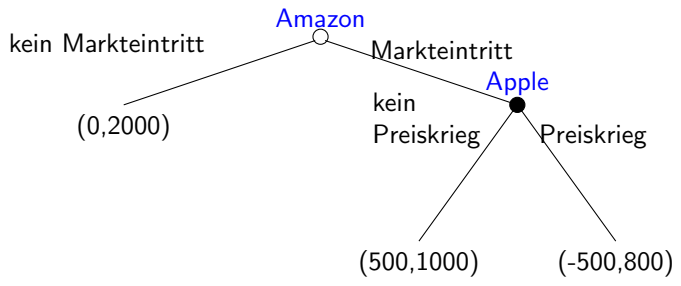 Amazon
kein Markteintritt
Markteintritt
Apple
kein
Preiskrieg
Preiskrieg
(0,2000)
(500,1000)
(-500,800)